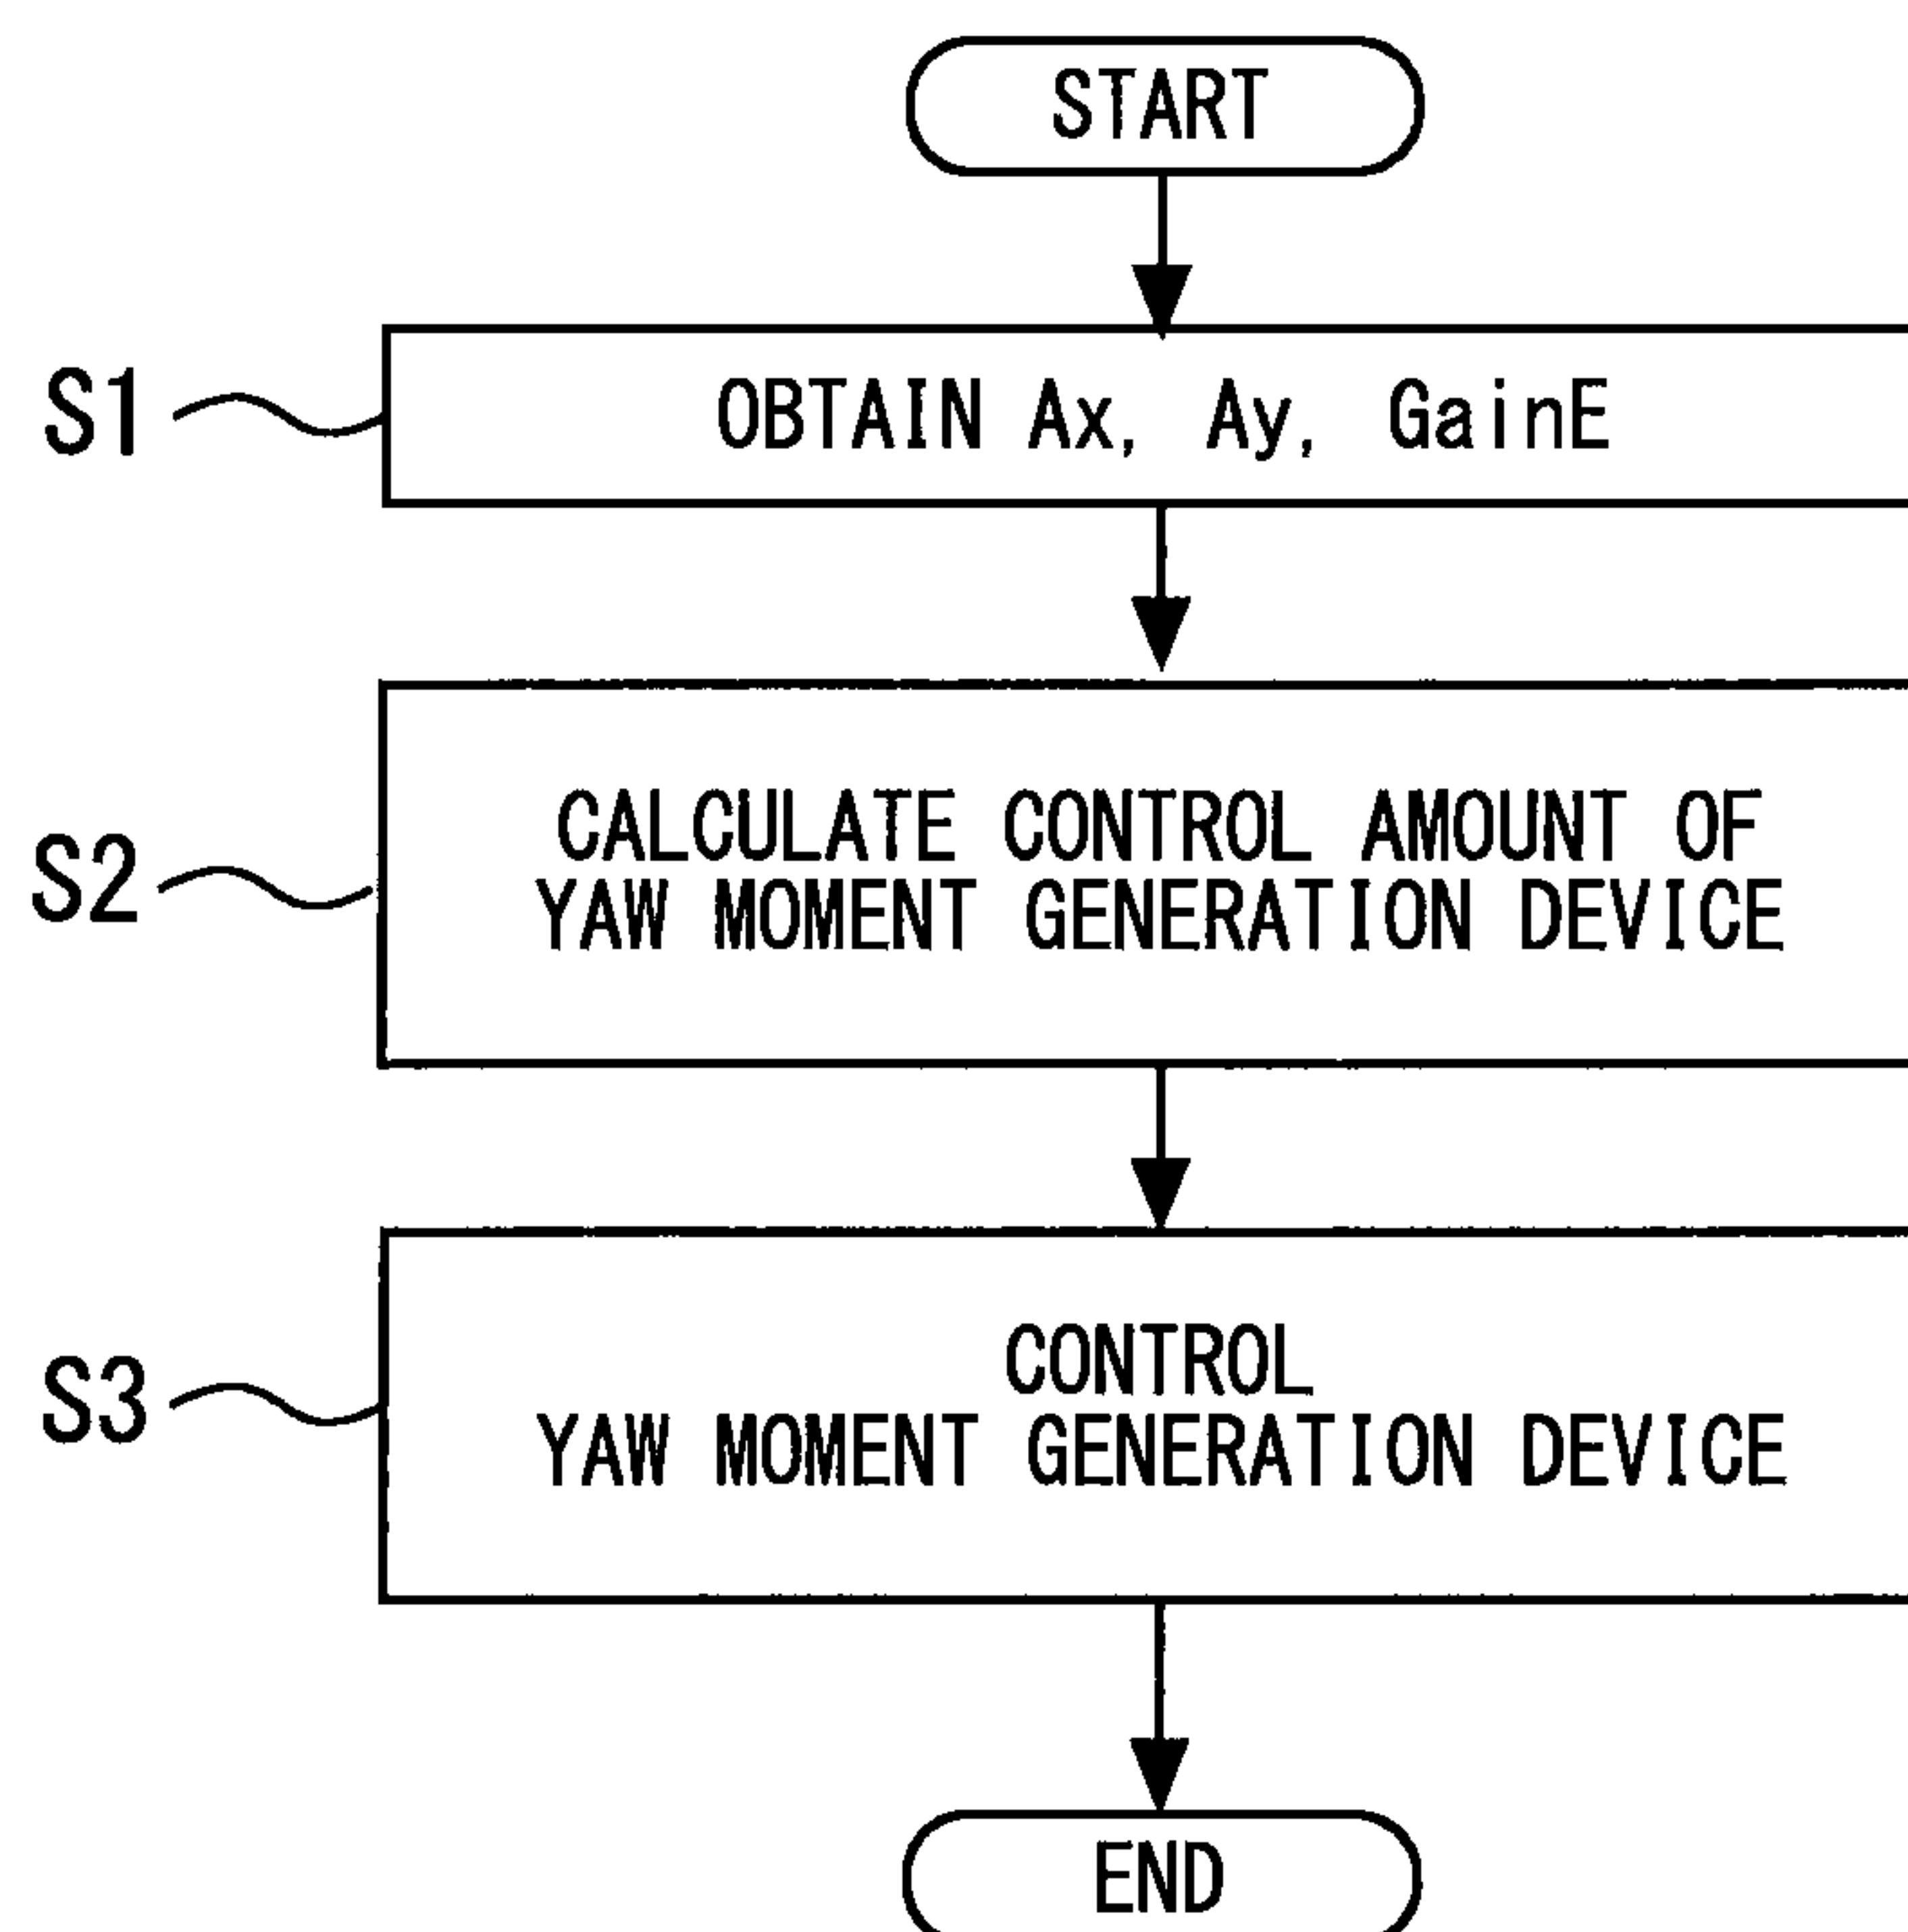 START
S1
OBTAIN Ax, Ay, GainE
S2
CALCULATE CONTROL AMOUNT OF
YAW MOMENT GENERATION DEVICE
S3
CONTROL
YAW MOMENT GENERATION DEVICE
END